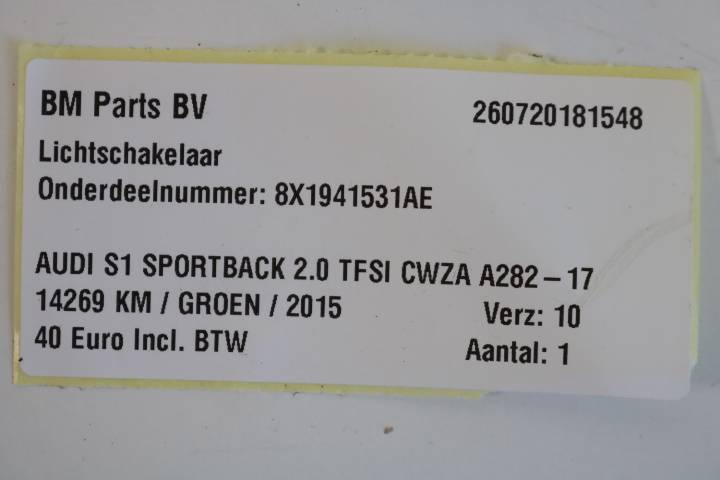 BM Parts BV 260720181548
Lichtschakelaar
Onderdeelnummer: 8X1941531AE
AUDI S1 SPORTBACK 2.0 TFSI CWZA A282-17
14269 KM / GROEN / 2015 Verz: 10
40 Euro Incl. BTW Aantal: 1